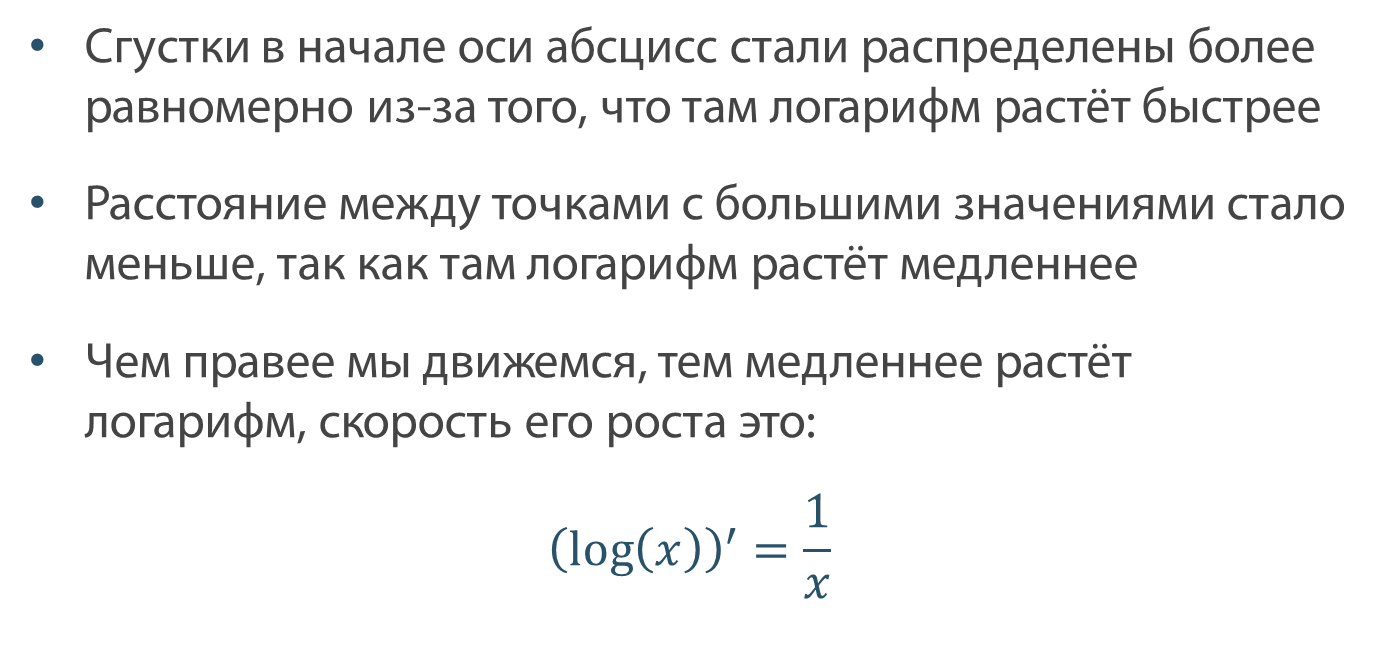 • Сгустки в начале оси абсцисс стали распределены более
равномерно из-за того, что там логарифм растёт быстрее
• Расстояние между точками с большими значениями стало
меньше, так как там логарифм растёт медленнее
• Чем правее мы движемся, тем медленнее растёт
логарифм, скорость его роста это:
(log(x))′ = 1/x